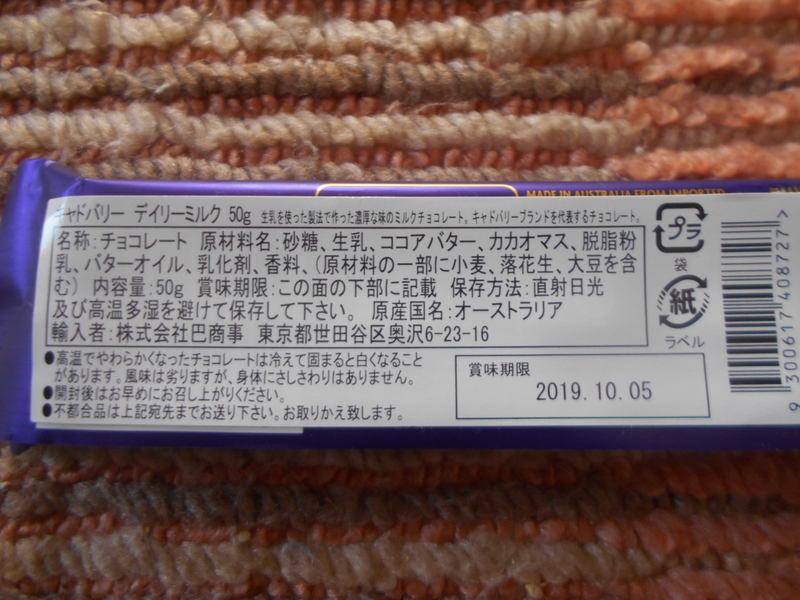 MADE IN AUSTRALIA FROM IMPORTED
キャドバリー デイリーミルク 50g 生乳を使った製法で作った濃厚な味のミルクチョコレート。キャドバリーブランドを代表するチョコレート。
名称:チョコレート 原材料名:砂糖、生乳、ココアバター、カカオマス、脱脂粉
乳、バターオイル、乳化剤、香料、(原材料の一部に小麦、落花生、大豆を含
む) 内容量:50g 賞味期限:この面の下部に記載 保存方法:直射日光
及び高温多湿を避けて保存して下さい。 原産国名:オーストラリア
輸入者:株式会社巴商事 東京都世田谷区奥沢6-23-16
●高温でやわらかくなったチョコレートは冷えて固まると白くなること
があります。風味は劣りますが、身体にさしさわりはありません。
●開封後はお早めにお召し上がりください。
●不都合品は上記宛先までお送り下さい。お取りかえ致します。
賞味期限
2019.10.05
プラ
袋
紙
ラベル
9 300617 408727 >